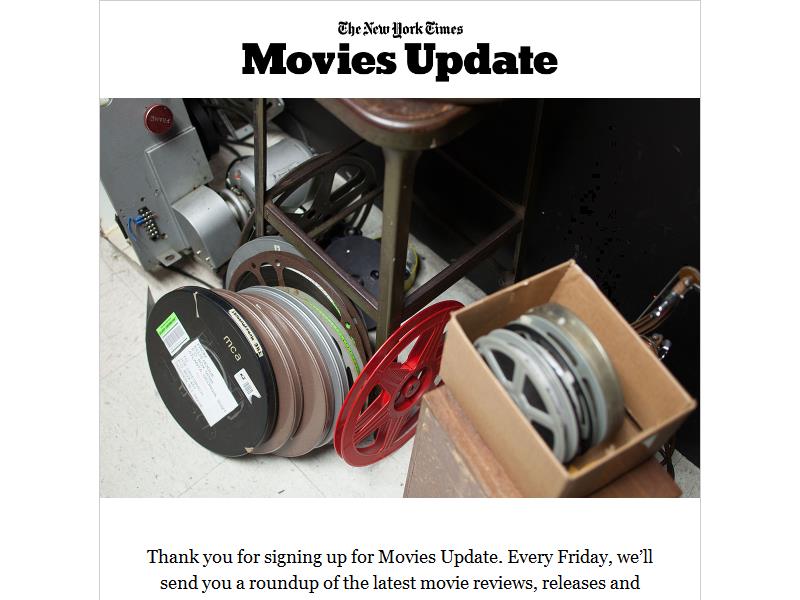 The New York Times
Movies Update
FRAME
mca
Thank you for signing up for Movies Update. Every Friday, we’ll
send you a roundup of the latest movie reviews, releases and